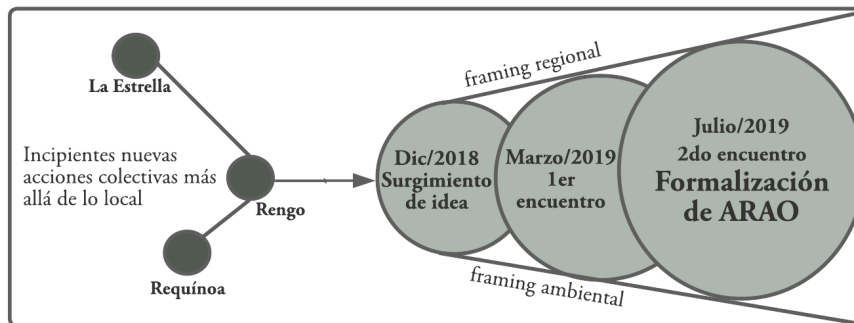 La Estrella
Incipientes nuevas
acciones colectivas más
allá de lo local
Rengo
Requínoa
framing regional
Dic/2018
Surgimiento
de idea
Marzo/2019
1er
encuentro
Julio/2019
2do encuentro
Formalización
de ARAO
framing ambiental